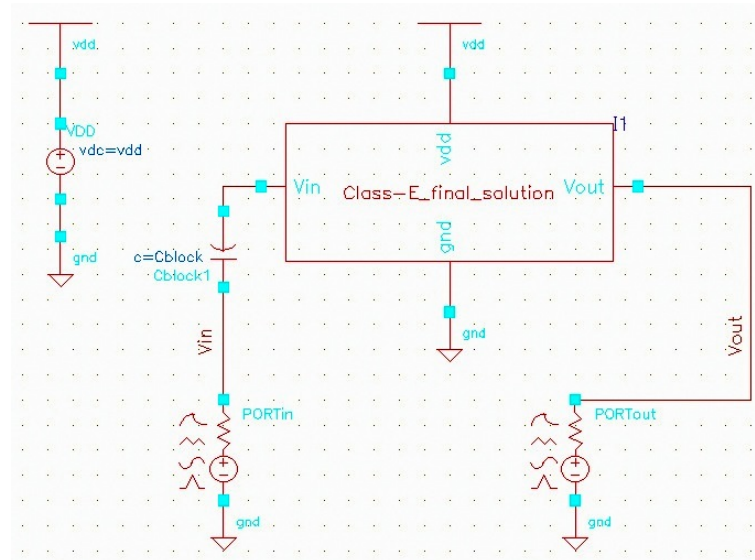 vdd
vdd
VDD
vdc=vdd
gnd
I1
vdd
Vin
Class-E_final_solution
Vout
gnd
c=Cblock
Cblock1
gnd
Vin
Vout
PORTin
PORTout
gnd
gnd